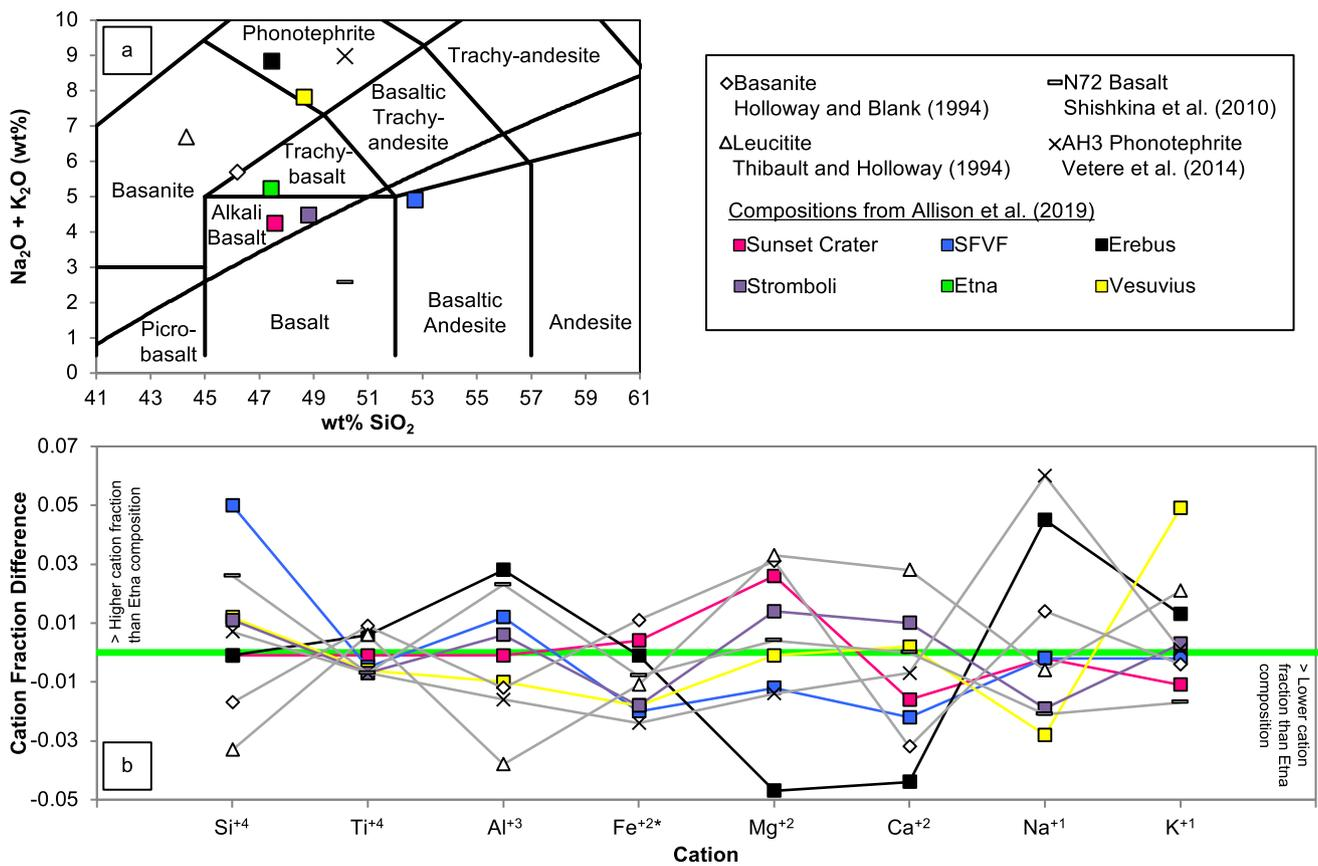 a
Na₂O + K₂O (wt%)
10
9
8
7
6
5
4
3
2
1
0
Phonotephrite
Trachy-andesite
Basaltic
Trachy-
andesite
Trachy-
basalt
Basanite
Alkali
Basalt
Picro-
basalt
Basalt
Basaltic
Andesite
Andesite
41 43 45 47 49 51 53 55 57 59 61
wt% SiO₂
Basanite
Holloway and Blank (1994)
N72 Basalt
Shishkina et al. (2010)
Leucitite
Thibault and Holloway (1994)
AH3 Phonotephrite
Vetere et al. (2014)
Compositions from Allison et al. (2019)
Sunset Crater SFVF Erebus
Stromboli Etna Vesuvius
Cation Fraction Difference
0.07
0.05
0.03
0.01
-0.01
-0.03
-0.05
> Higher cation fraction
than Etna composition
> Lower cation
fraction than Etna
composition
b
Si⁺⁴ Ti⁺⁴ Al⁺³ Fe⁺²* Mg⁺² Ca⁺² Na⁺¹ K⁺¹
Cation